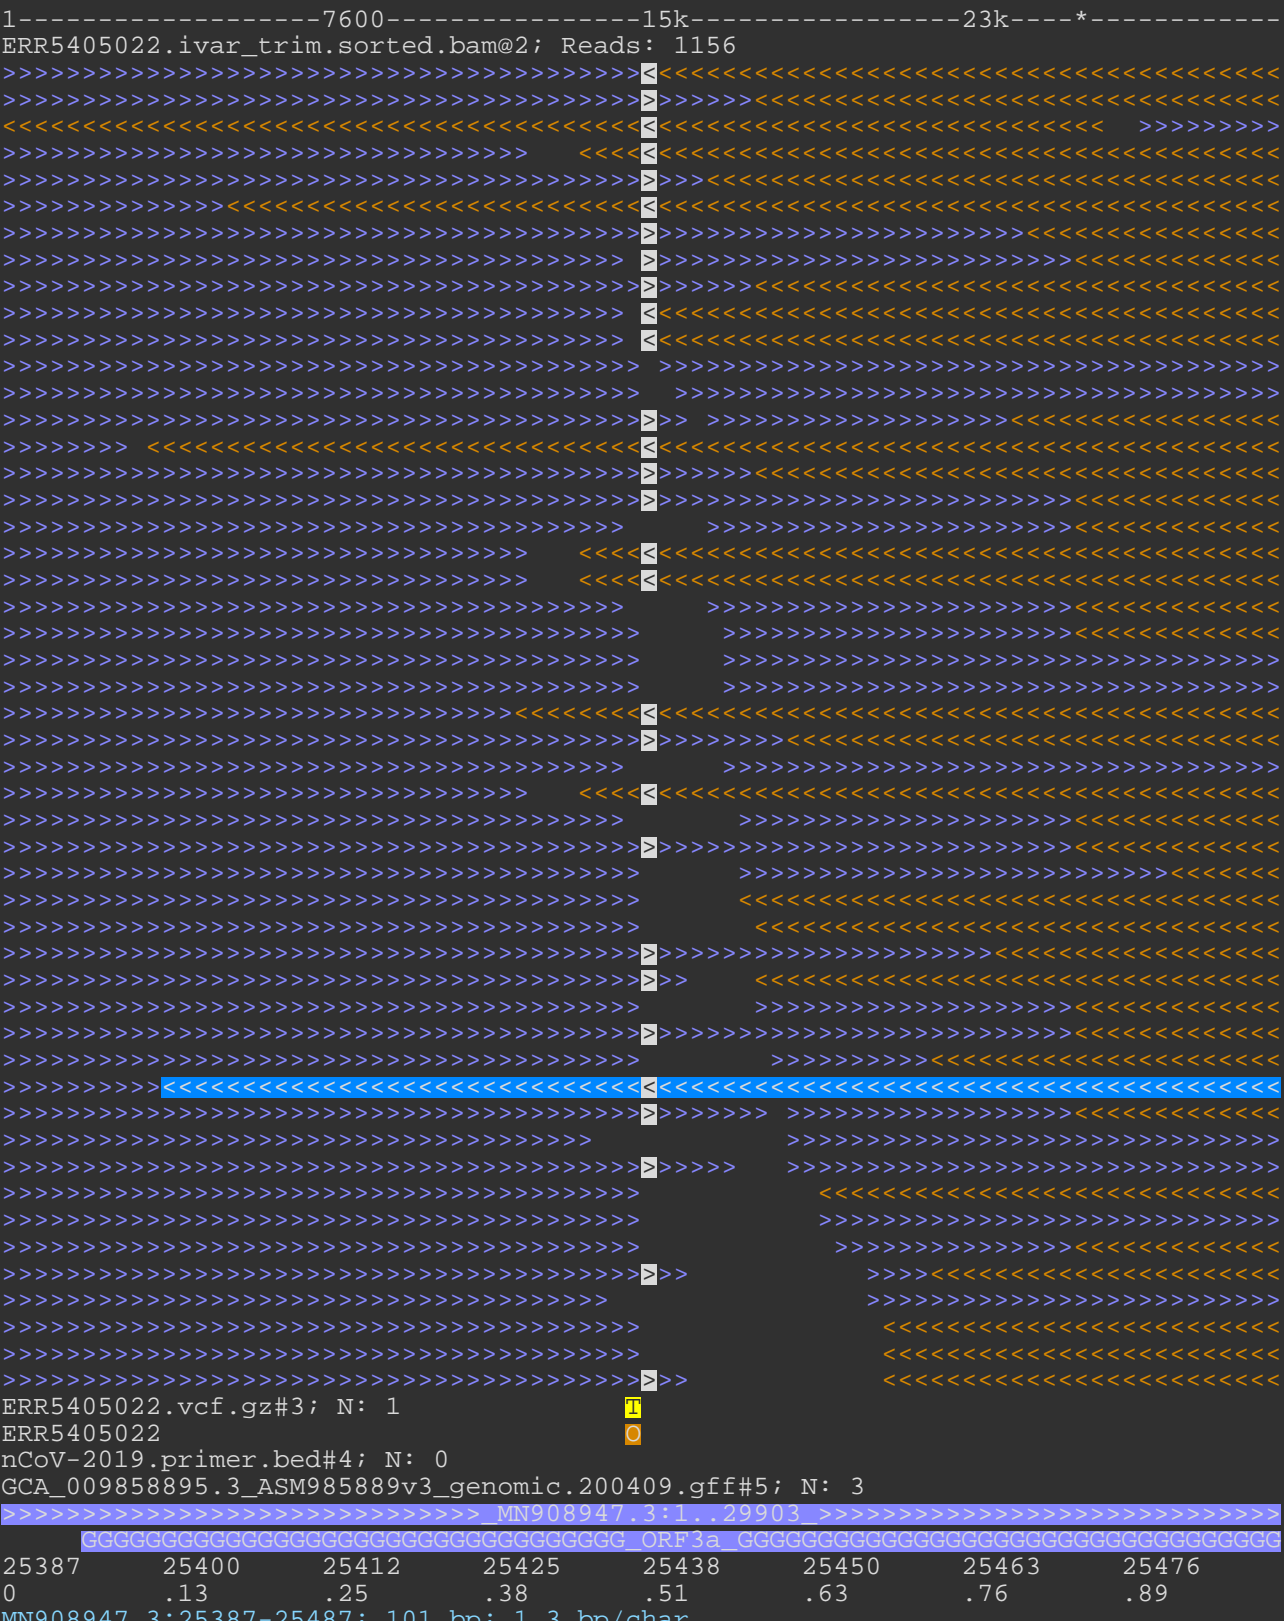 1-------------------7600----------------15k-----------------23k----*------------
ERR5405022.ivar_trim.sorted.bam@2; Reads: 1156
ERR5405022.vcf.gz#3; N: 1 T
ERR5405022 O
nCoV-2019.primer.bed#4; N: 0
GCA_009858895.3_ASM985889v3_genomic.200409.gff#5; N: 3
>>>>>>>>>>>>>>>>>>>>>>>>>>>>>>_MN908947.3:1..29903_>>>>>>>>>>>>>>>>>>>>>>>>>>>>>
GGGGGGGGGGGGGGGGGGGGGGGGGGGGGGGGGG_ORF3a_GGGGGGGGGGGGGGGGGGGGGGGGGGGGGGGGGG
25387 25400 25412 25425 25438 25450 25463 25476
0 .13 .25 .38 .51 .63 .76 .89
MN908947.3:25387-25487; 101 bp; 1.3 bp/char